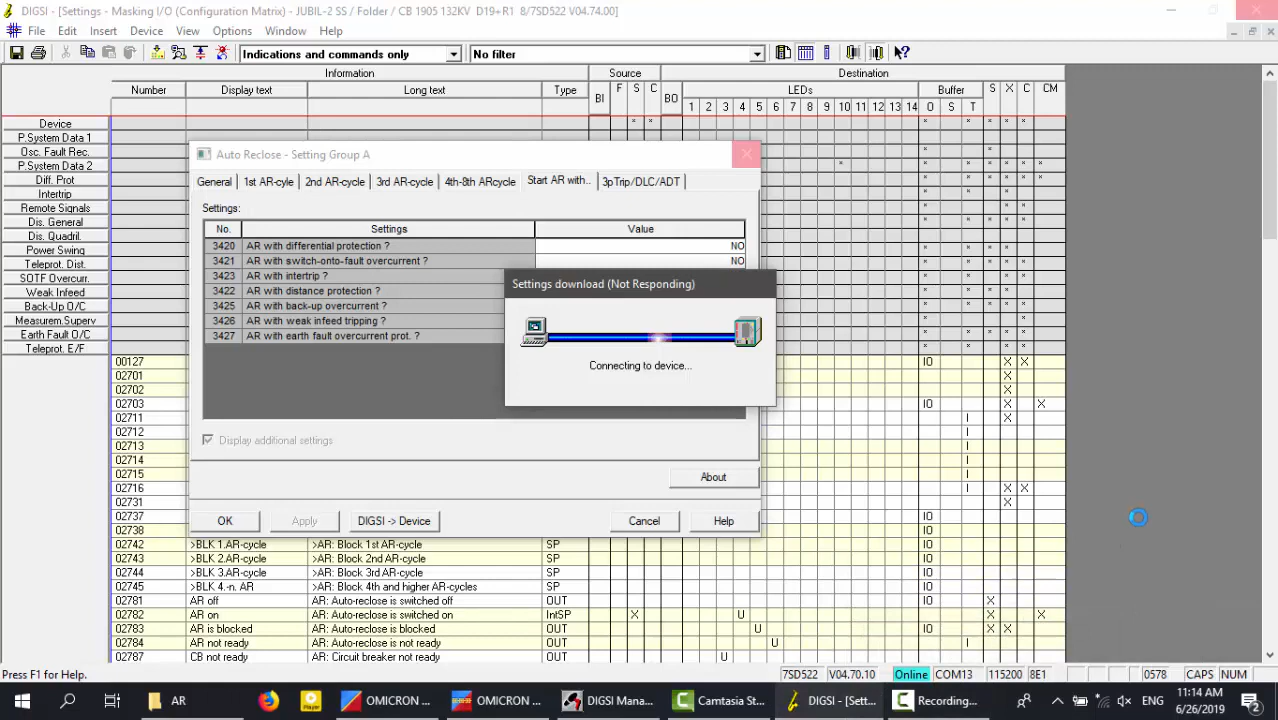 DIGSI - [Settings - Masking I/O (Configuration Matrix) - JUBIL-2 SS / Folder / CB 1905 132KV D19+R1 8/7SD522 V04.74.00]
File Edit Insert Device View Options Window Help
Indications and commands only No filter
Information Source Destination
Number Display text Long text Type BI F S C BO LEDs Buffer S X C CM
1 2 3 4 5 6 7 8 9 10 11 12 13 14 O S T
Device * * * * * *
P.System Data 1
Osc. Fault Rec.
P.System Data 2
Diff. Prot
Intertrip
Remote Signals
Dis. General
Dis. Quadril.
Power Swing
Teleprot. Dist.
SOTF Overcurr.
Weak Infeed
Back-Up O/C
Measurem.Superv
Earth Fault O/C
Teleprot. E/F
Auto Reclose - Setting Group A
General 1st AR-cyle 2nd AR-cycle 3rd AR-cycle 4th-8th ARcycle Start AR with.. 3pTrip/DLC/ADT
Settings:
No. Settings Value
3420 AR with differential protection ? NO
3421 AR with switch-onto-fault overcurrent ? NO
3423 AR with intertrip ?
3422 AR with distance protection ?
3425 AR with back-up overcurrent ?
3426 AR with weak infeed tripping ?
3427 AR with earth fault overcurrent prot. ?
Settings download (Not Responding)
Connecting to device...
Display additional settings
About
OK Apply DIGSI -> Device Cancel Help
00127 IO X X
02701 X
02702 X
02703 IO X X
02711 I X
02712 I
02713 I
02714 I
02715 I
02716 I X X
02731 X
02737 IO
02738 IO
02742 >BLK 1.AR-cycle >AR: Block 1st AR-cycle SP IO
02743 >BLK 2.AR-cycle >AR: Block 2nd AR-cycle SP IO
02744 >BLK 3.AR-cycle >AR: Block 3rd AR-cycle SP IO
02745 >BLK 4.-n. AR >AR: Block 4th and higher AR-cycles SP IO
02781 AR off AR: Auto-reclose is switched off OUT IO X
02782 AR on AR: Auto-reclose is switched on IntSP X U X X
02783 AR is blocked AR: Auto-reclose is blocked OUT U IO X X
02784 AR not ready AR: Auto-reclose is not ready OUT U I
02787 CB not ready AR: Circuit breaker not ready OUT U
Press F1 for Help. 7SD522 V04.70.10 Online COM13 115200 8E1 0578 CAPS NUM
AR Player OMICRON ... OMICRON ... DIGSI Mana... Camtasia St... DIGSI - [Sett... Recording... ENG 11:14 AM
6/26/2019 2